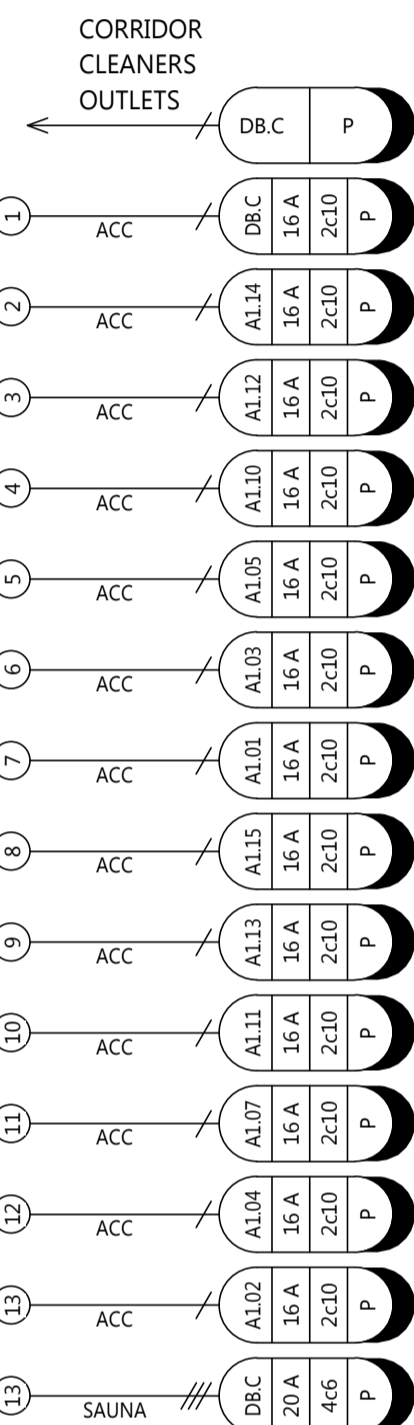 CORRIDOR
CLEANERS
OUTLETS
DB.C P
1 ACC DB.C 16 A 2c10 P
2 ACC A1.14 16 A 2c10 P
3 ACC A1.12 16 A 2c10 P
4 ACC A1.10 16 A 2c10 P
5 ACC A1.05 16 A 2c10 P
6 ACC A1.03 16 A 2c10 P
7 ACC A1.01 16 A 2c10 P
8 ACC A1.15 16 A 2c10 P
9 ACC A1.13 16 A 2c10 P
10 ACC A1.11 16 A 2c10 P
11 ACC A1.07 16 A 2c10 P
12 ACC A1.04 16 A 2c10 P
13 ACC A1.02 16 A 2c10 P
13 SAUNA DB.C 20 A 4c6 P